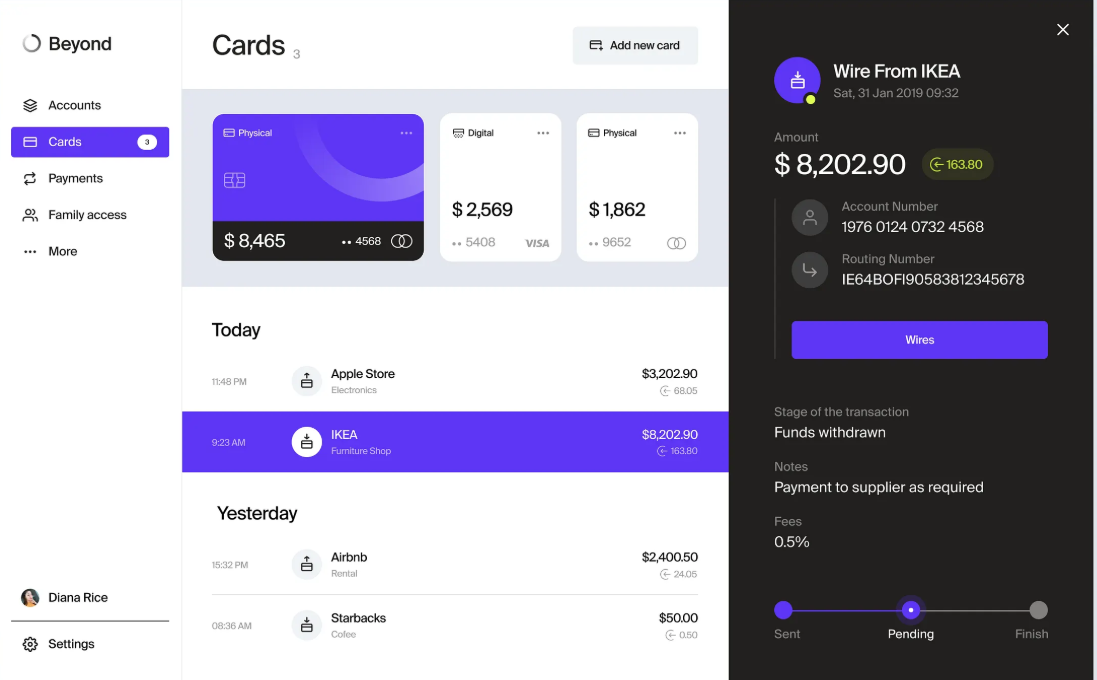 Beyond
Accounts
Cards 3
Payments
Family access
More
Diana Rice
Settings
Cards 3
Add new card
Physical
$ 8,465 •• 4568
Digital
$ 2,569
•• 5408 VISA
Physical
$ 1,862
•• 9652
Today
11:48 PM Apple Store $3,202.90
Electronics 68.05
9:23 AM IKEA $8,202.90
Furniture Shop 163.80
Yesterday
15:32 PM Airbnb $2,400.50
Rental 24.05
08:36 AM Starbacks $50.00
Cofee 0.50
Wire From IKEA
Sat, 31 Jan 2019 09:32
Amount
$ 8,202.90 163.80
Account Number
1976 0124 0732 4568
Routing Number
IE64BOFI90583812345678
Wires
Stage of the transaction
Funds withdrawn
Notes
Payment to supplier as required
Fees
0.5%
Sent Pending Finish